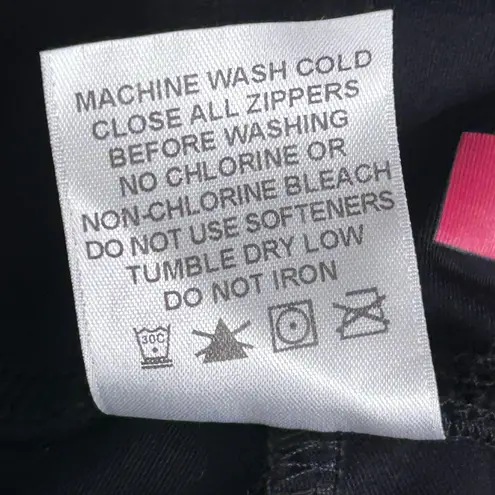 MACHINE WASH COLD
CLOSE ALL ZIPPERS
BEFORE WASHING
NO CHLORINE OR
NON-CHLORINE BLEACH
DO NOT USE SOFTENERS
TUMBLE DRY LOW
DO NOT IRON
30C